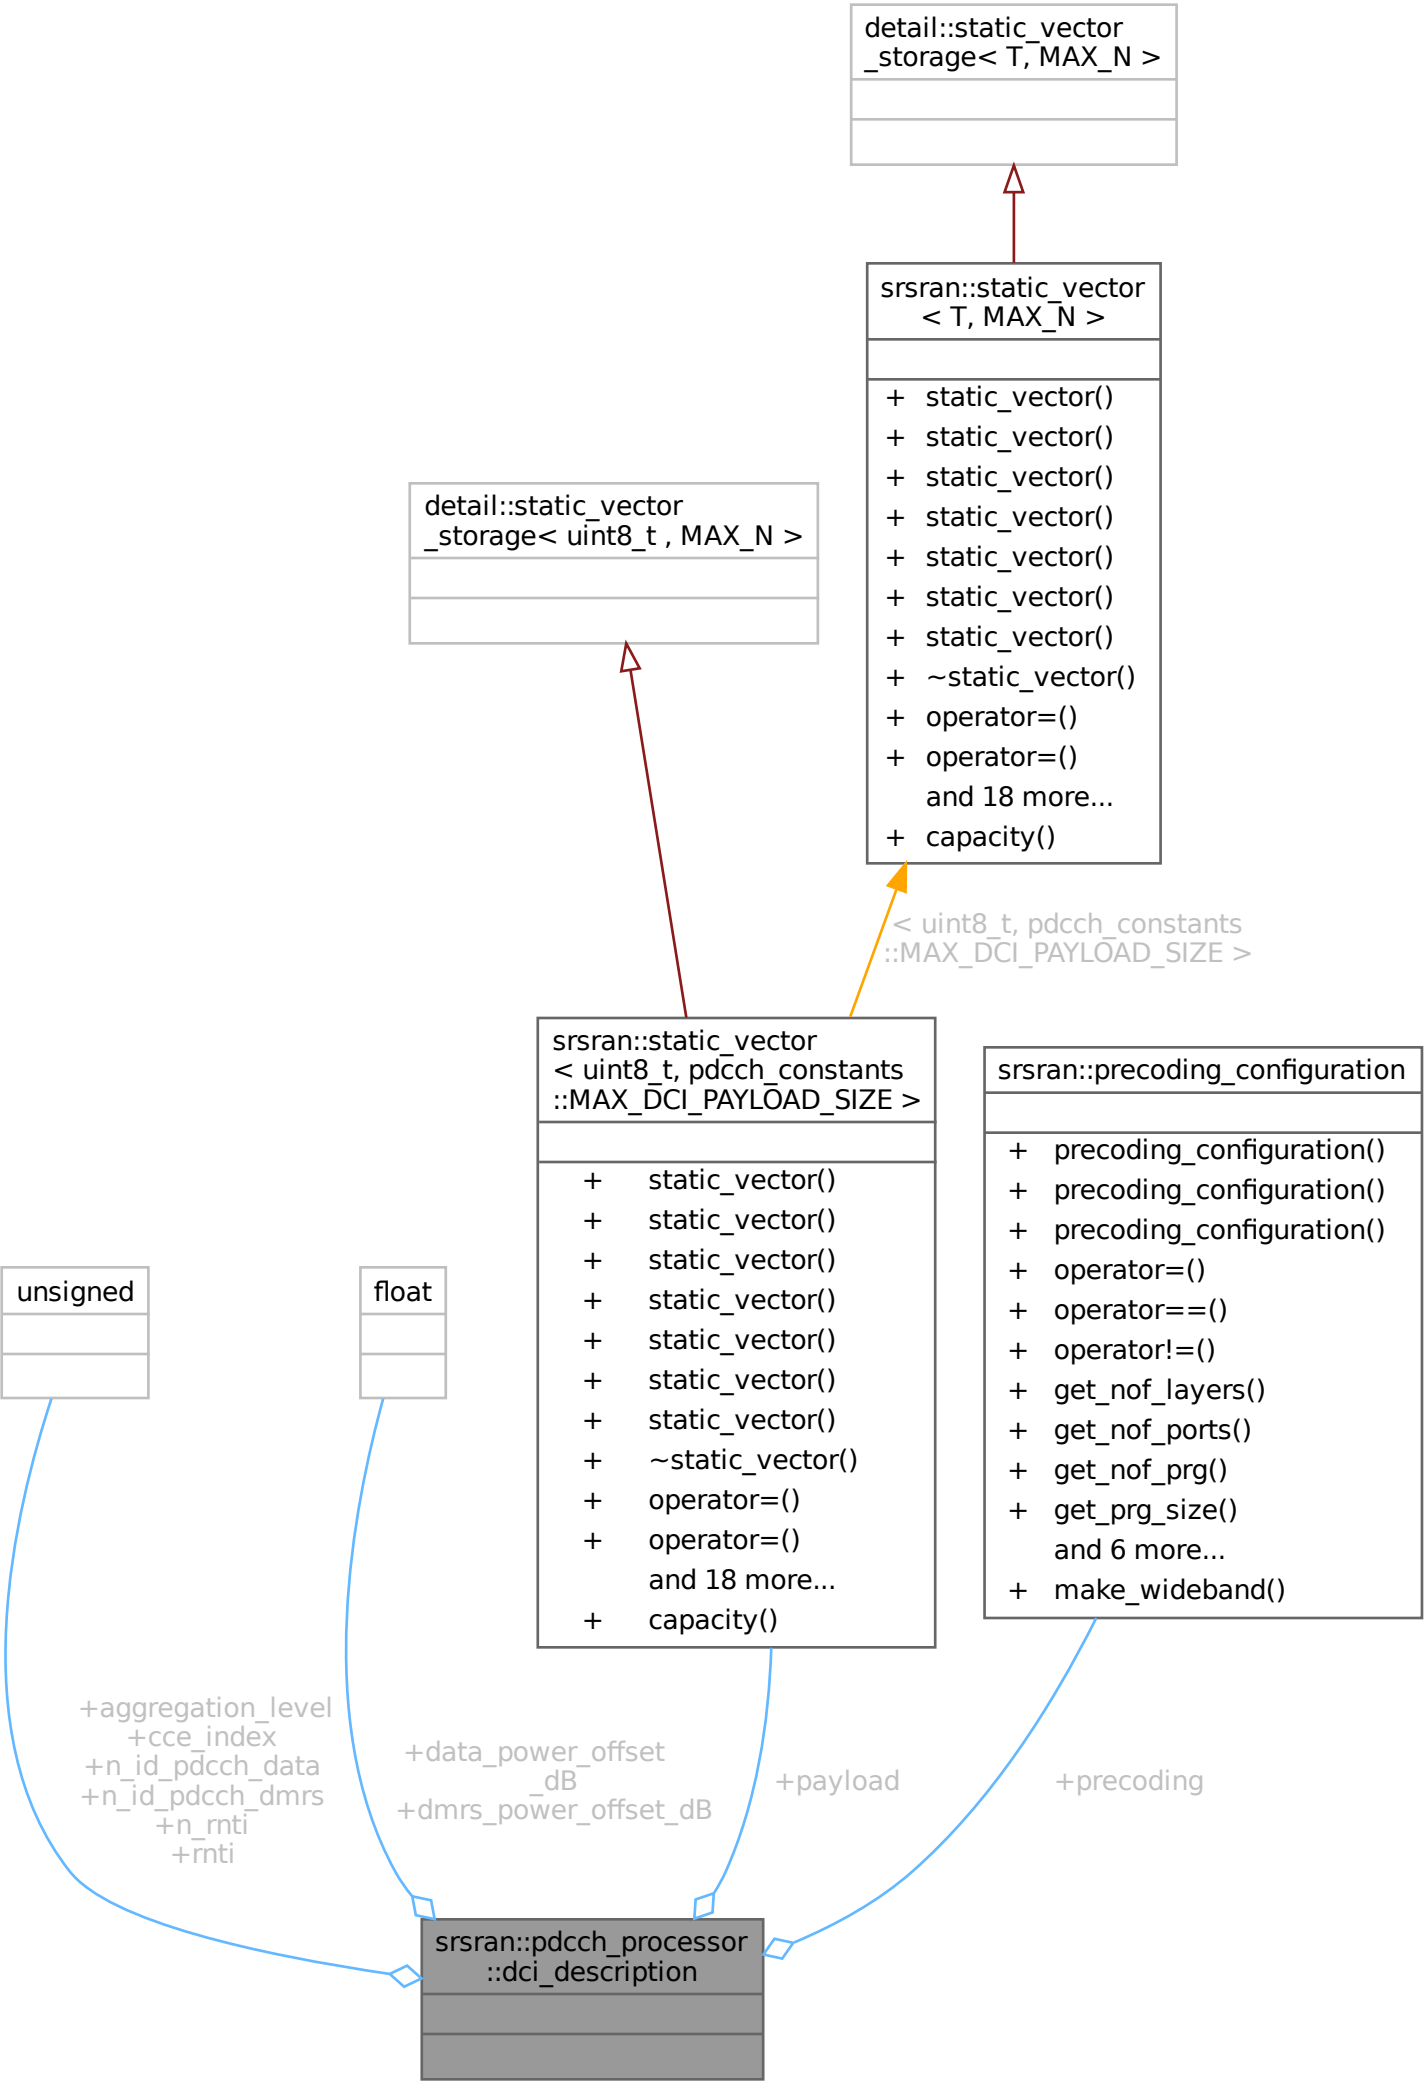 detail::static_vector
_storage< T, MAX_N >
srsran::static_vector
< T, MAX_N >
+ static_vector()
+ static_vector()
+ static_vector()
+ static_vector()
+ static_vector()
+ static_vector()
+ static_vector()
+ ~static_vector()
+ operator=()
+ operator=()
and 18 more...
+ capacity()
detail::static_vector
_storage< uint8_t , MAX_N >
< uint8_t, pdcch_constants
::MAX_DCI_PAYLOAD_SIZE >
srsran::static_vector
< uint8_t, pdcch_constants
::MAX_DCI_PAYLOAD_SIZE >
+ static_vector()
+ static_vector()
+ static_vector()
+ static_vector()
+ static_vector()
+ static_vector()
+ static_vector()
+ ~static_vector()
+ operator=()
+ operator=()
and 18 more...
+ capacity()
srsran::precoding_configuration
+ precoding_configuration()
+ precoding_configuration()
+ precoding_configuration()
+ operator=()
+ operator==()
+ operator!=()
+ get_nof_layers()
+ get_nof_ports()
+ get_nof_prg()
+ get_prg_size()
and 6 more...
+ make_wideband()
unsigned
float
+aggregation_level
+cce_index
+n_id_pdcch_data
+n_id_pdcch_dmrs
+n_rnti
+rnti
+data_power_offset
_dB
+dmrs_power_offset_dB
+payload
+precoding
srsran::pdcch_processor
::dci_description